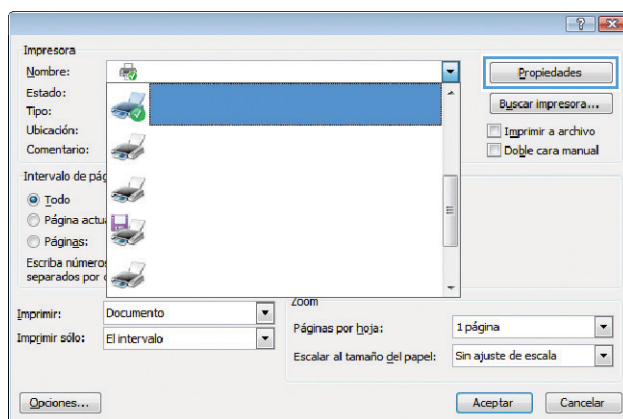 Impresora
Nombre:
Propiedades
Estado:
Tipo:
Buscar impresora...
Ubicación:
Imprimir a archivo
Comentario:
Doble cara manual
Intervalo de pág
Todo
Página actu
Páginas:
Escriba números
separados por
Zoom
Imprimir: Documento
Páginas por hoja: 1 página
Imprimir sólo: El intervalo
Escalar al tamaño del papel: Sin ajuste de escala
Opciones...
Aceptar
Cancelar